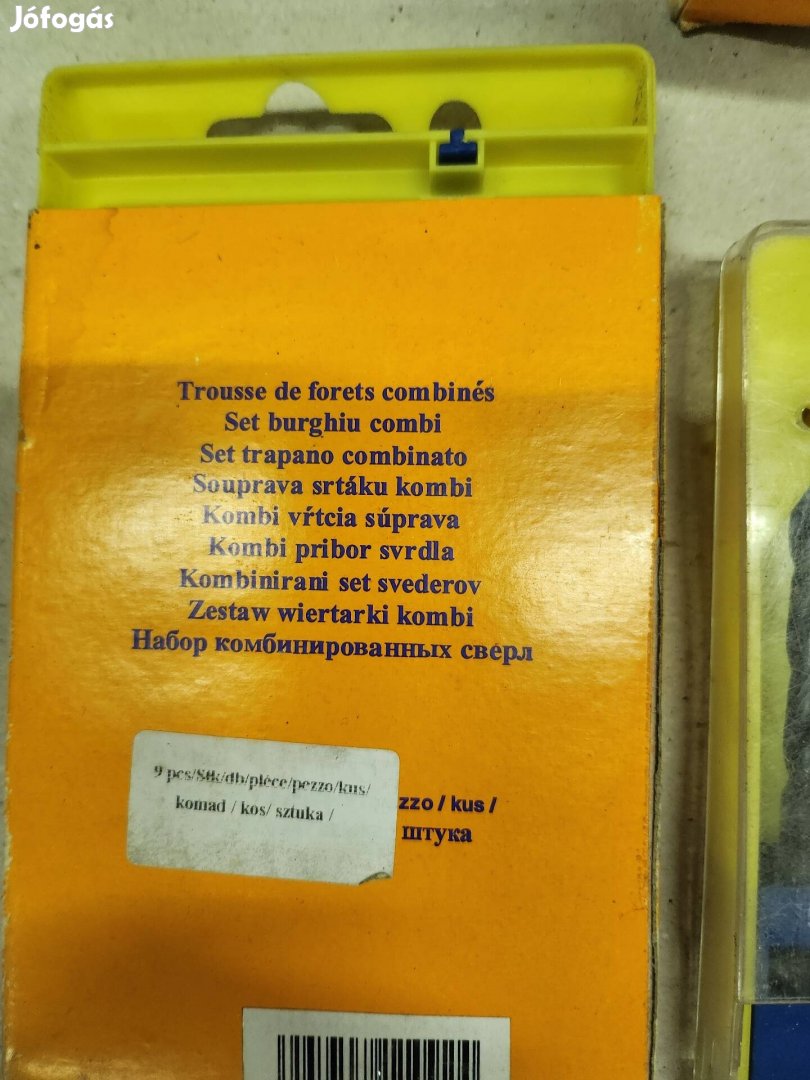 Jófogás
Trousse de forets combinés
Set burghiu combi
Set trapano combinato
Souprava srtáku kombi
Kombi vŕtcia súprava
Kombi pribor svrdla
Kombinirani set svederov
Zestaw wiertarki kombi
Набор комбинированных сверл
9 pcs/Stk/db/piéce/pezzo/kus/
komad / kos/ sztuka /
zzo / kus /
штука